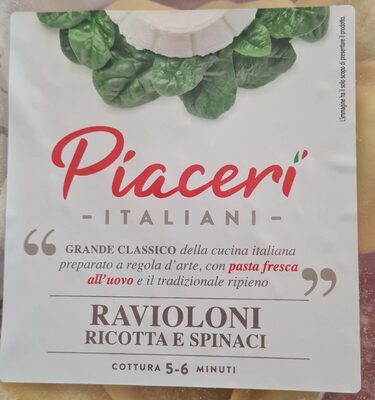 L'immagine ha il solo scopo di presentare il prodotto.
Piaceri
- ITALIANI -
“ GRANDE CLASSICO della cucina italiana
preparato a regola d'arte, con pasta fresca
all'uovo e il tradizionale ripieno ”
RAVIOLONI
RICOTTA E SPINACI
COTTURA 5-6 MINUTI